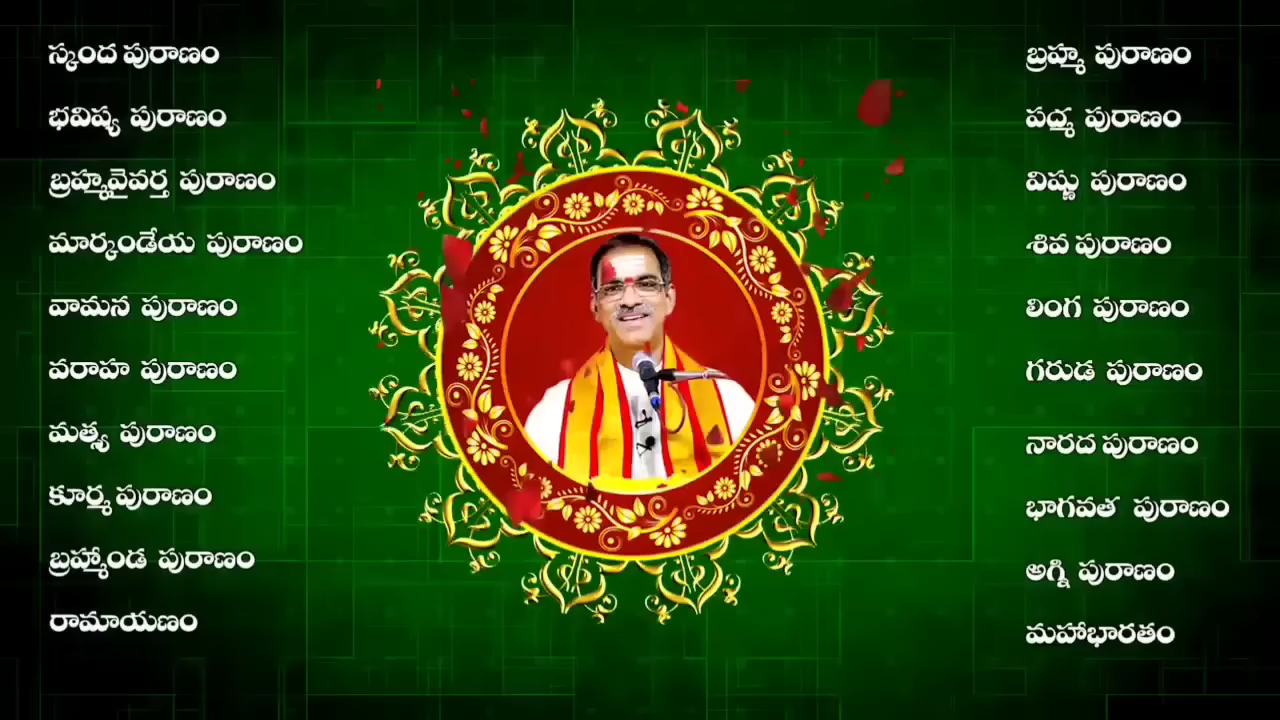 స్కంద పురాణం
భవిష్య పురాణం
బ్రహ్మవైవర్త పురాణం
మార్కండేయ పురాణం
వామన పురాణం
వరాహ పురాణం
మత్స్య పురాణం
కూర్మ పురాణం
బ్రహ్మాండ పురాణం
రామాయణం
బ్రహ్మ పురాణం
పద్మ పురాణం
విష్ణు పురాణం
శివ పురాణం
లింగ పురాణం
గరుడ పురాణం
నారద పురాణం
భాగవత పురాణం
అగ్ని పురాణం
మహాభారతం